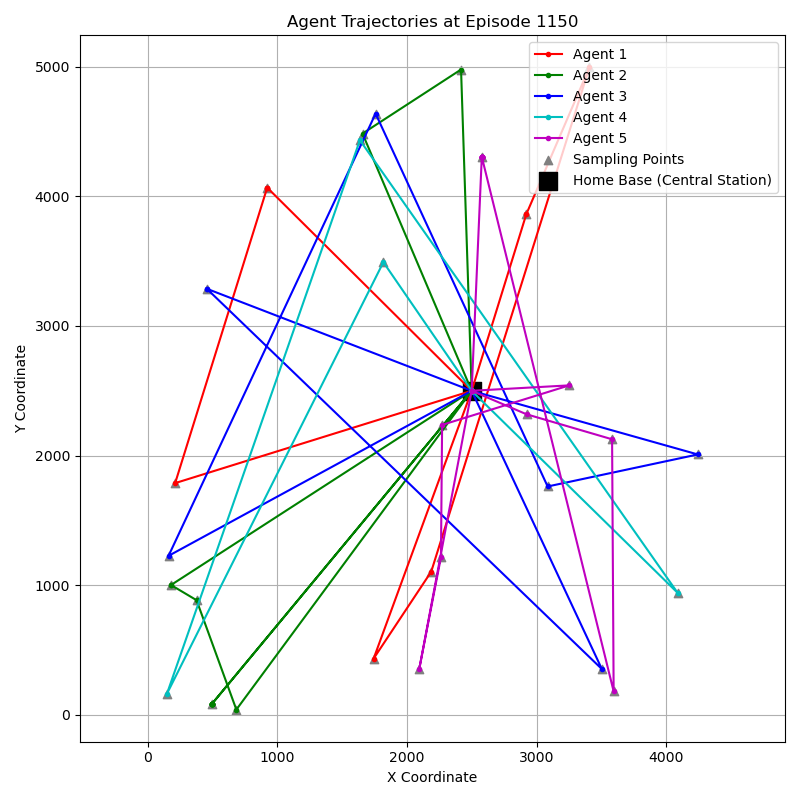 Agent Trajectories at Episode 1150
Agent 1
Agent 2
Agent 3
Agent 4
Agent 5
Sampling Points
Home Base (Central Station)
Y Coordinate
5000
4000
3000
2000
1000
0
0 1000 2000 3000 4000
X Coordinate